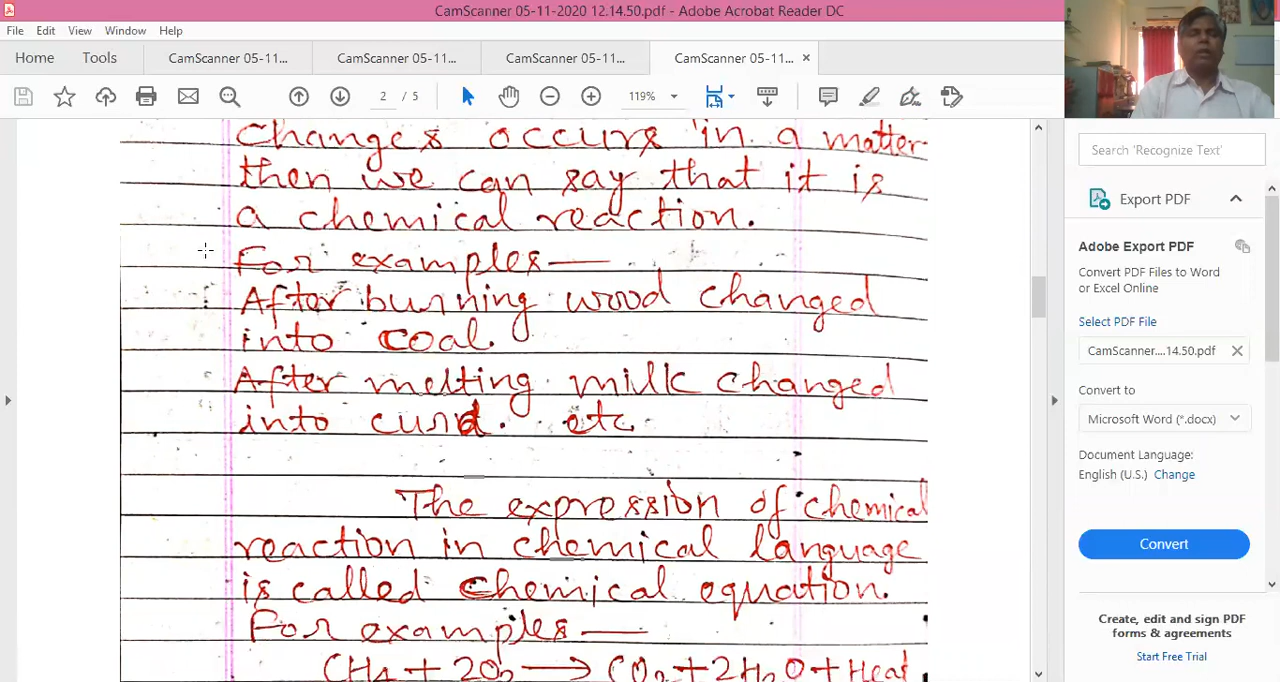 CamScanner 05-11-2020 12.14.50.pdf - Adobe Acrobat Reader DC
File Edit View Window Help
Home Tools CamScanner 05-11... CamScanner 05-11... CamScanner 05-11... CamScanner 05-11... ×
2 / 5 119%
changes occurs in a matter
then we can say that it is
a chemical reaction.
For examples—
After burning wood changed
into coal.
After melting milk changed
into curd. etc.
The expression of chemical
reaction in chemical language
is called chemical equation.
For examples—
CH4 + 2O2 → CO2 + 2H2O + Heat
Search 'Recognize Text'
Export PDF
Adobe Export PDF
Convert PDF Files to Word
or Excel Online
Select PDF File
CamScanner....14.50.pdf ×
Convert to
Microsoft Word (*.docx)
Document Language:
English (U.S.) Change
Convert
Create, edit and sign PDF
forms & agreements
Start Free Trial